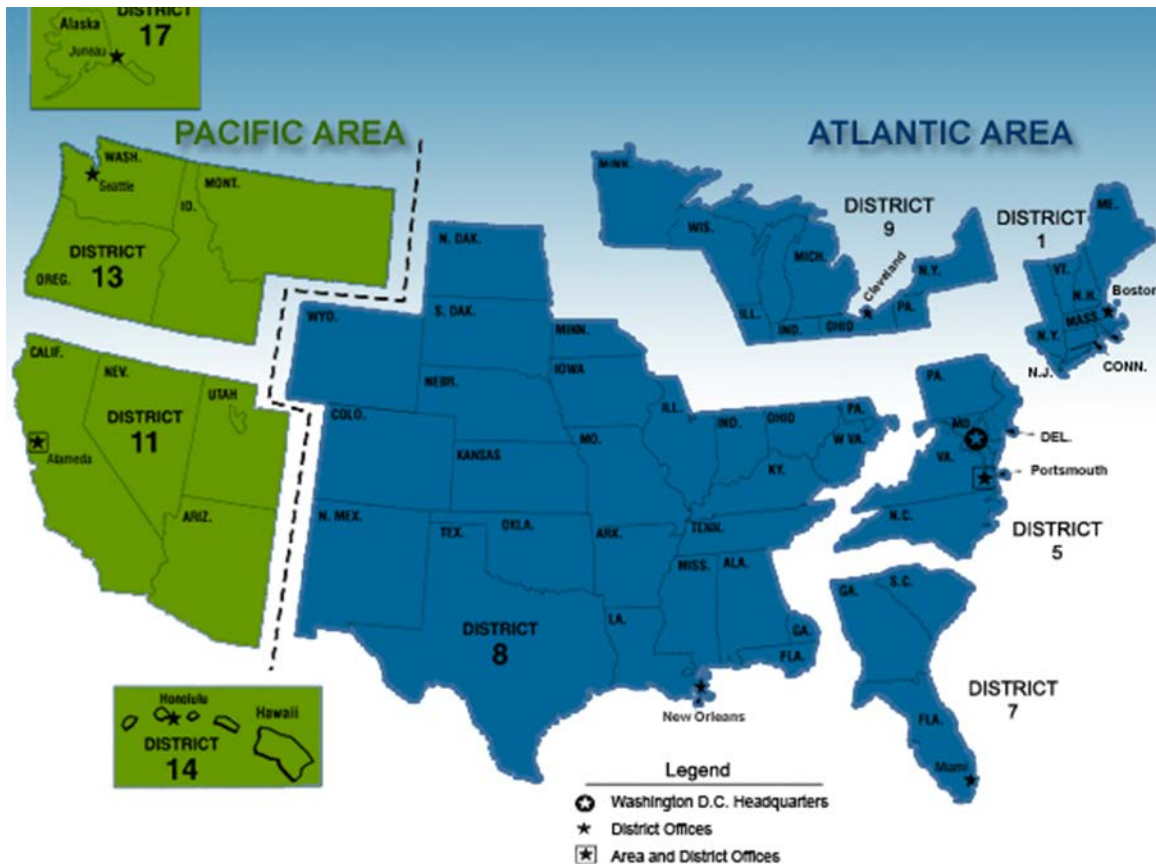 DISTRICT
17
Alaska
Juneau
PACIFIC AREA
ATLANTIC AREA
WASH.
Seattle
MONT.
ID.
DISTRICT
13
OREG.
CALIF.
NEV.
UTAH
DISTRICT
11
Alameda
ARIZ.
Honolulu
Hawaii
DISTRICT
14
WYO.
N. DAK.
S. DAK.
MINN.
NEBR.
IOWA
COLO.
KANSAS
MO.
ILL.
IND.
OHIO
PA.
W VA.
KY.
N. MEX.
TEX.
OKLA.
ARK.
TENN.
MISS.
ALA.
LA.
GA.
FLA.
DISTRICT
8
New Orleans
MINN.
WIS.
MICH.
DISTRICT
9
Cleveland
N.Y.
ILL.
IND.
OHIO
PA.
DISTRICT
1
ME.
VT.
N.H.
Boston
MASS.
N.Y.
N.J.
CONN.
PA.
MD.
DEL.
VA.
Portsmouth
N.C.
DISTRICT
5
GA.
S.C.
DISTRICT
7
FLA.
Miami
Legend
Washington D.C. Headquarters
District Offices
Area and District Offices